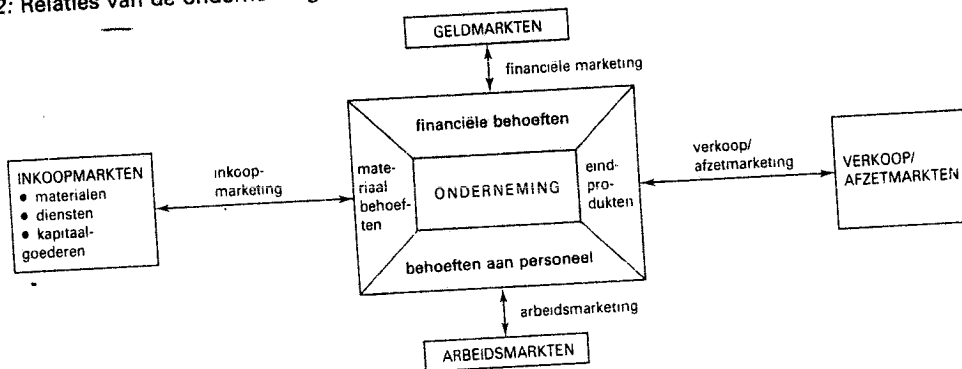 2: Relaties van de
GELDMARKTEN
financiële marketing
financiële behoeften
INKOOPMARKTEN
• materialen
• diensten
• kapitaal-
goederen
inkoop-
marketing
mate-
riaal
behoef-
ten
ONDERNEMING
eind-
pro-
dukten
verkoop/
afzetmarketing
VERKOOP/
AFZETMARKTEN
behoeften aan personeel
arbeidsmarketing
ARBEIDSMARKTEN